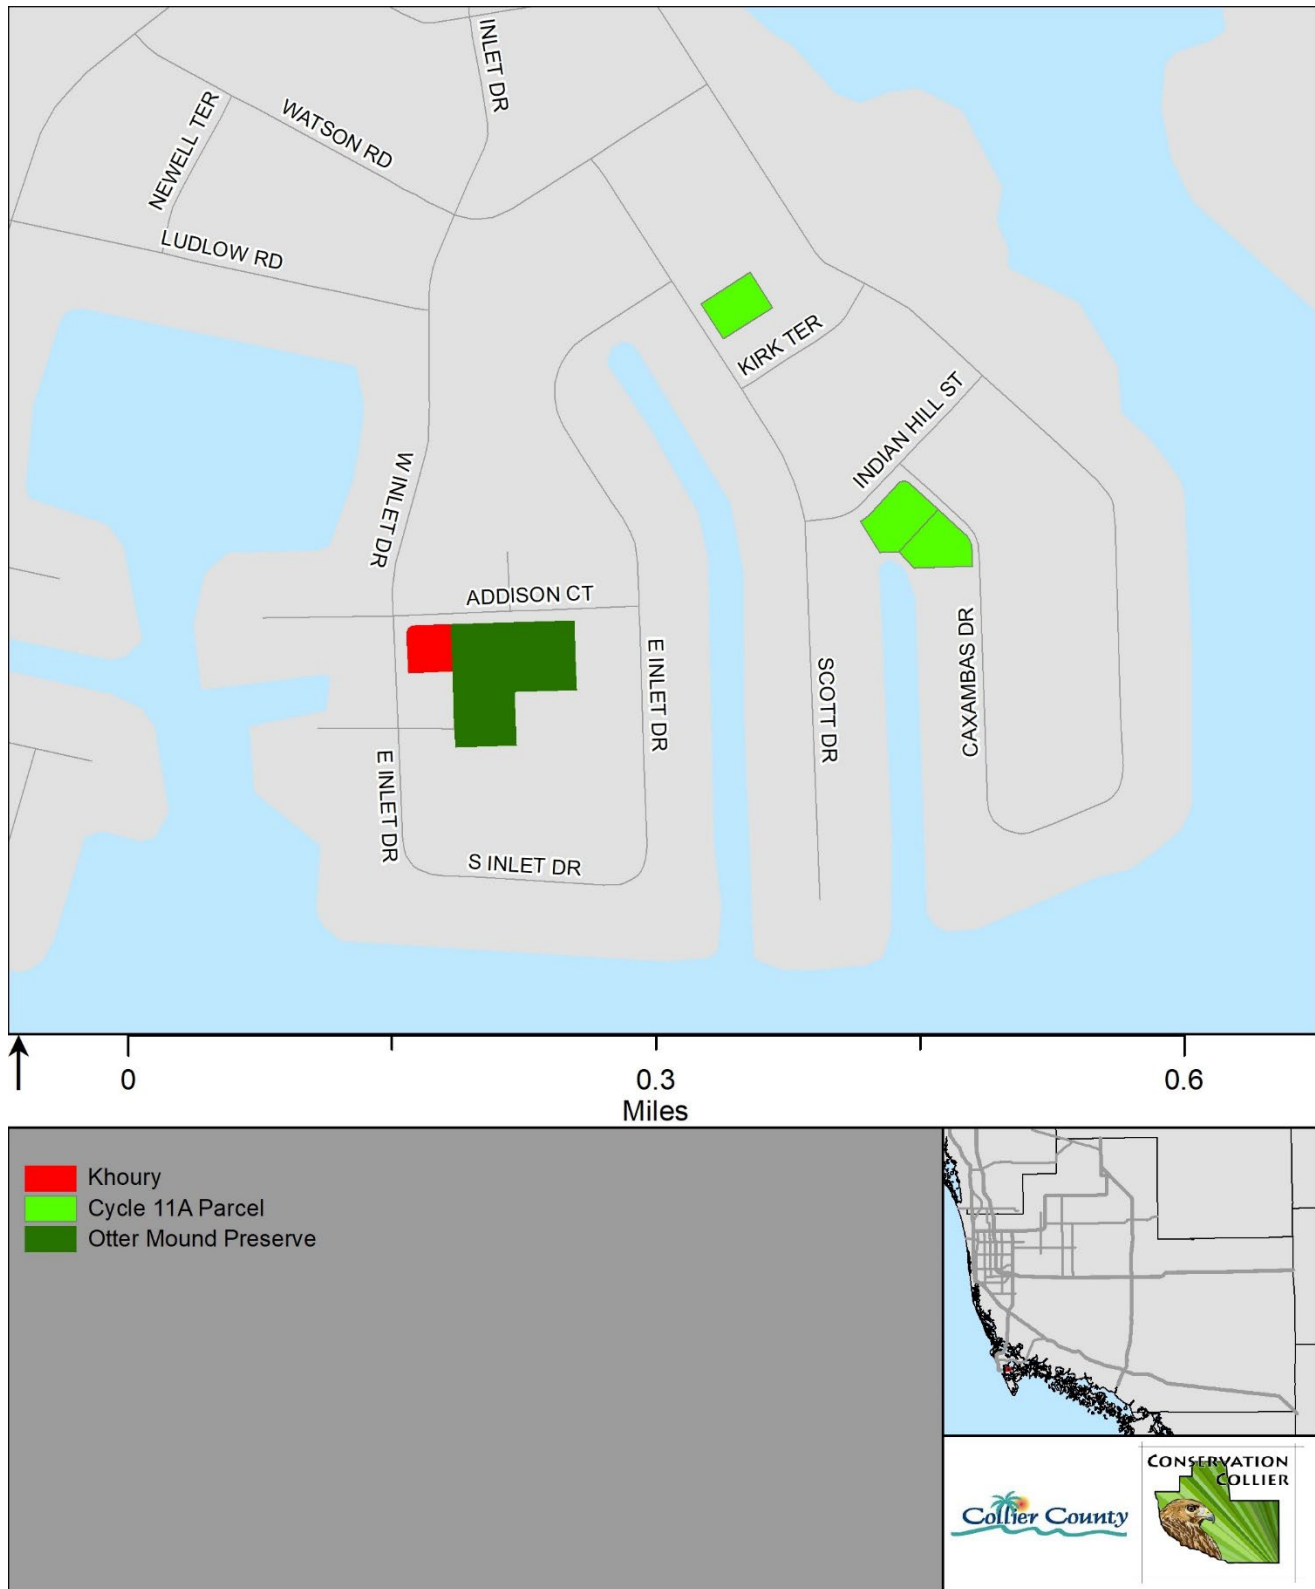 INLET DR
WATSON RD
NEWELL TER
LUDLOW RD
KIRK TER
INDIAN HILL ST
W INLET DR
ADDISON CT
E INLET DR
SCOTT DR
CAXAMBAS DR
E INLET DR
S INLET DR
0
0.3
0.6
Miles
Khoury
Cycle 11A Parcel
Otter Mound Preserve
CONSERVATION
COLLIER
Collier County